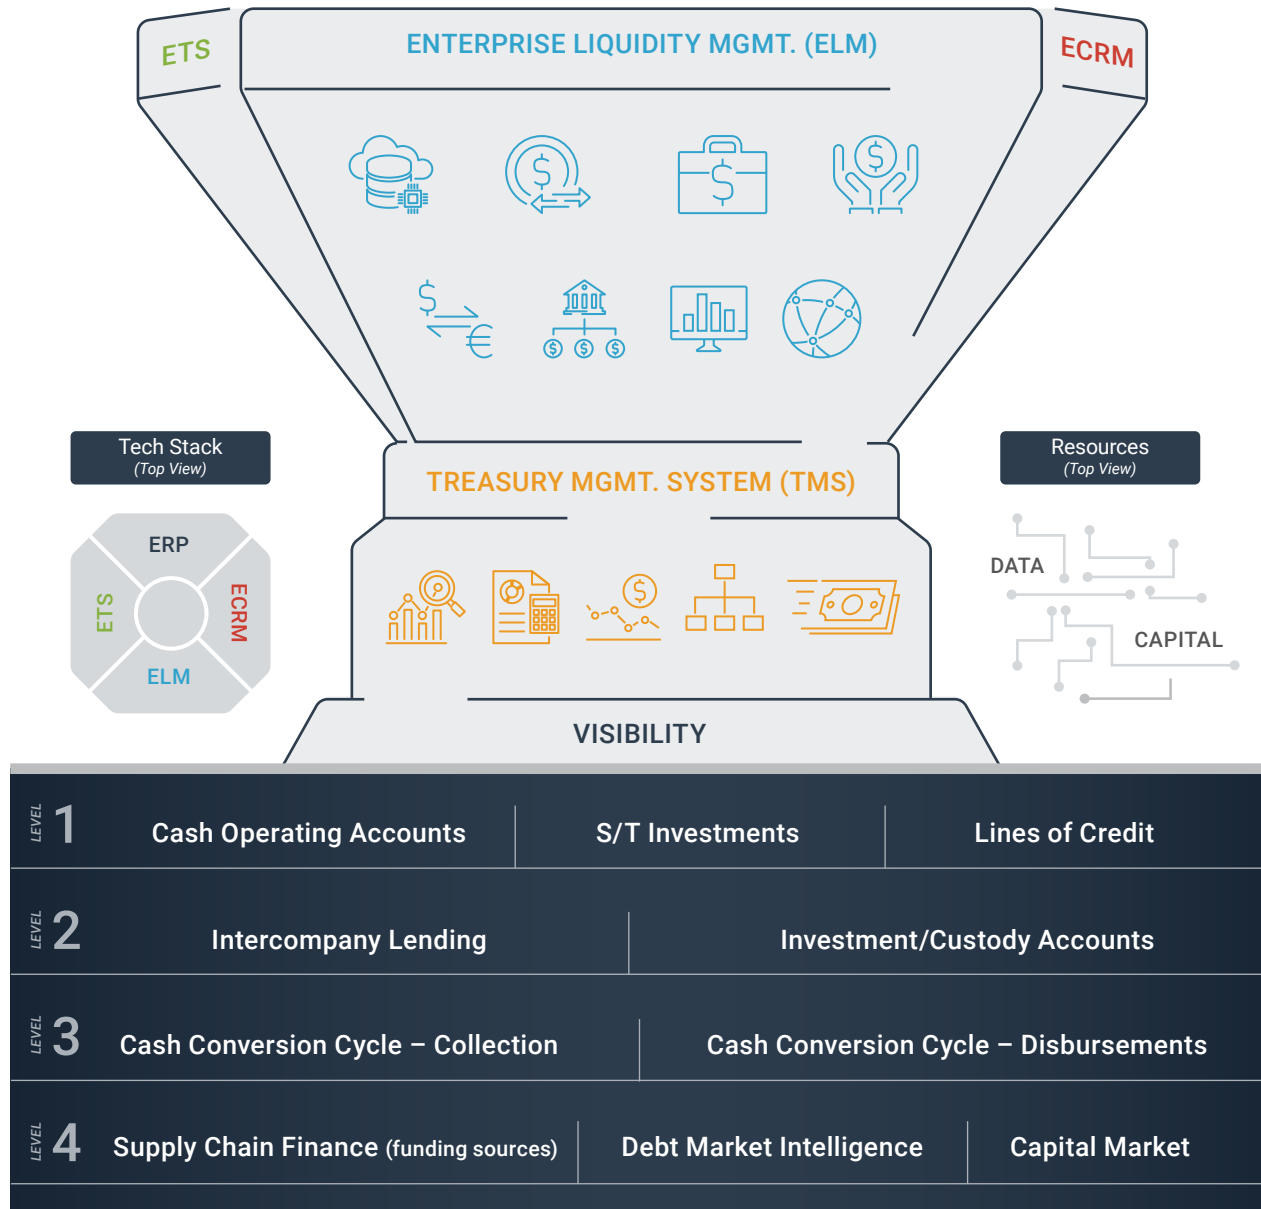 ETS
ENTERPRISE LIQUIDITY MGMT. (ELM)
ECRM
Tech Stack
(Top View)
TREASURY MGMT. SYSTEM (TMS)
Resources
(Top View)
ERP
ETS
ECRM
ELM
DATA
CAPITAL
VISIBILITY
LEVEL 1 Cash Operating Accounts S/T Investments Lines of Credit
LEVEL 2 Intercompany Lending Investment/Custody Accounts
LEVEL 3 Cash Conversion Cycle – Collection Cash Conversion Cycle – Disbursements
LEVEL 4 Supply Chain Finance (funding sources) Debt Market Intelligence Capital Market